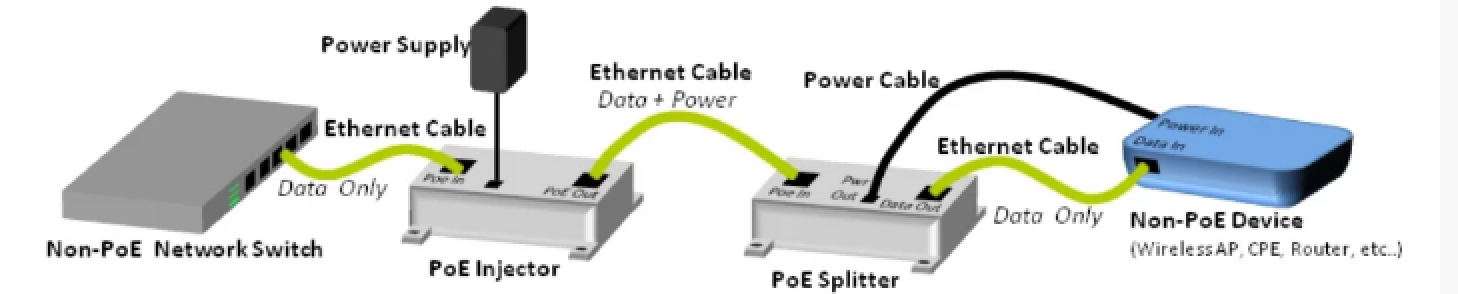 Power Supply
Ethernet Cable
Data + Power
Power Cable
Ethernet Cable
Data Only
Poe In
PoE Out
Poe In
Pwr
Out
Data Out
Ethernet Cable
Data Only
Power In
Data In
Non-PoE Network Switch
PoE Injector
PoE Splitter
Non-PoE Device
(Wireless AP, CPE, Router, etc..)